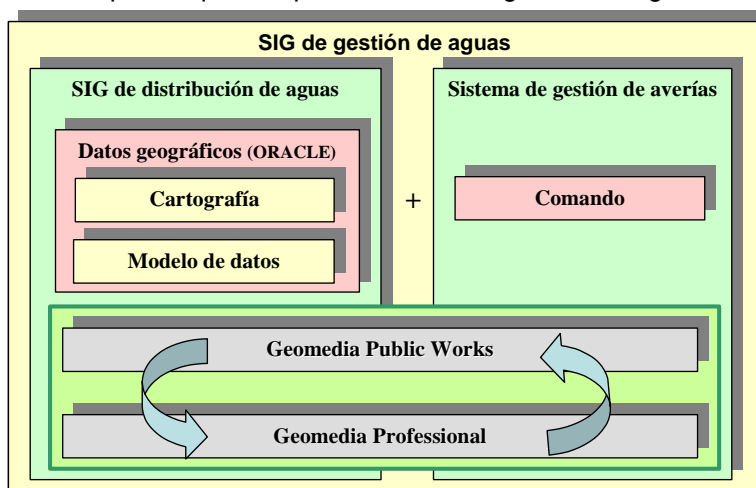 SIG de gestión de aguas
SIG de distribución de aguas
Sistema de gestión de averías
Datos geográficos (ORACLE)
Cartografía
+
Comando
Modelo de datos
Geomedia Public Works
Geomedia Professional